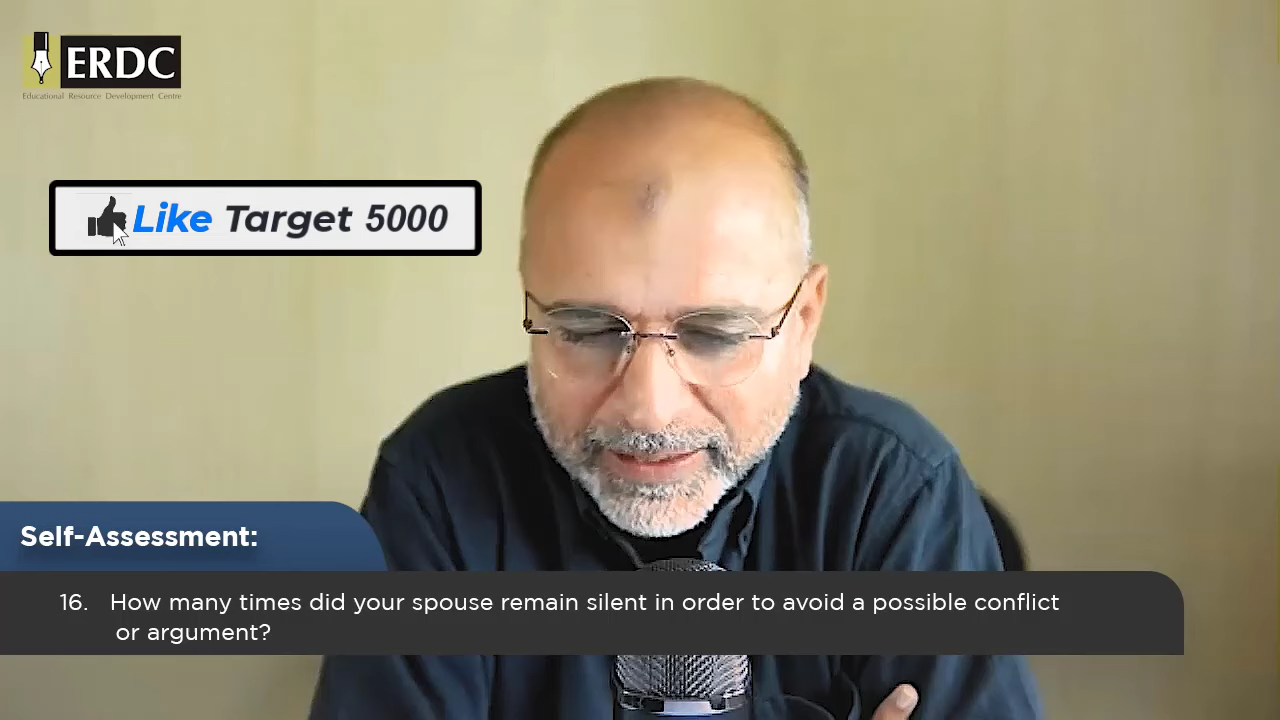 ERDC
Educational Resource Development Centre
Like Target 5000
Self-Assessment:
16. How many times did your spouse remain silent in order to avoid a possible conflict
or argument?